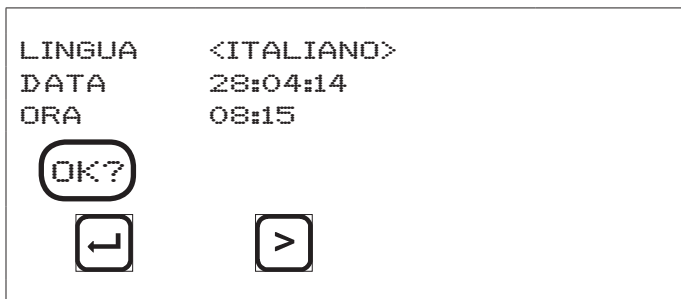 LINGUA <ITALIANO>
DATA 28:04:14
ORA 08:15
OK?
↵ >